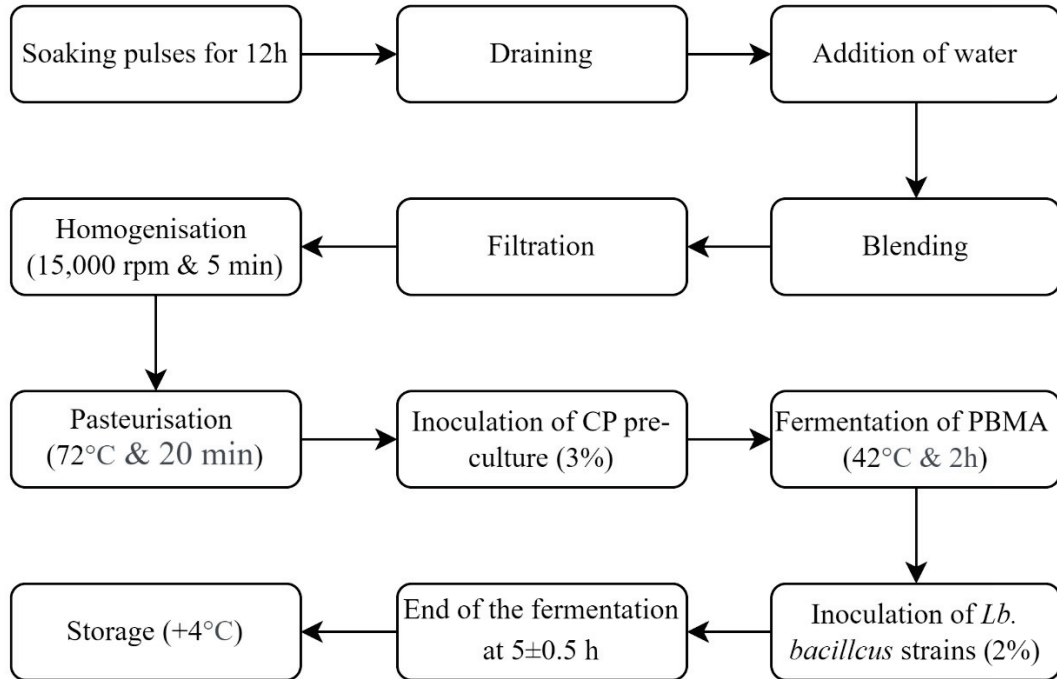 Soaking pulses for 12h
Draining
Addition of water
Blending
Filtration
Homogenisation
(15,000 rpm & 5 min)
Pasteurisation
(72°C & 20 min)
Inoculation of CP pre-
culture (3%)
Fermentation of PBMA
(42°C & 2h)
Inoculation of Lb.
bacillcus strains (2%)
End of the fermentation
at 5±0.5 h
Storage (+4°C)